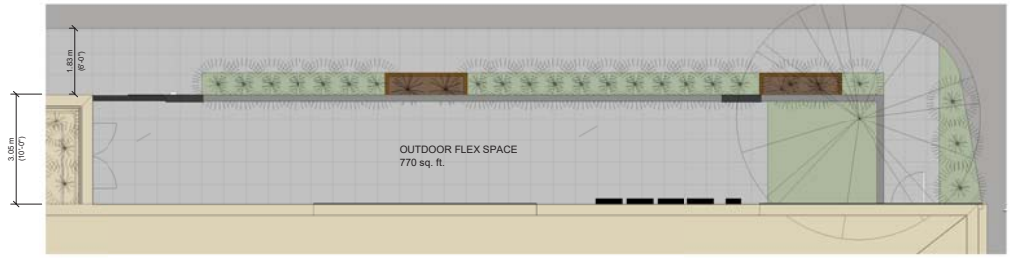 1.83 m
(6'-0")
3.05 m
(10'-0")
OUTDOOR FLEX SPACE
770 sq. ft.